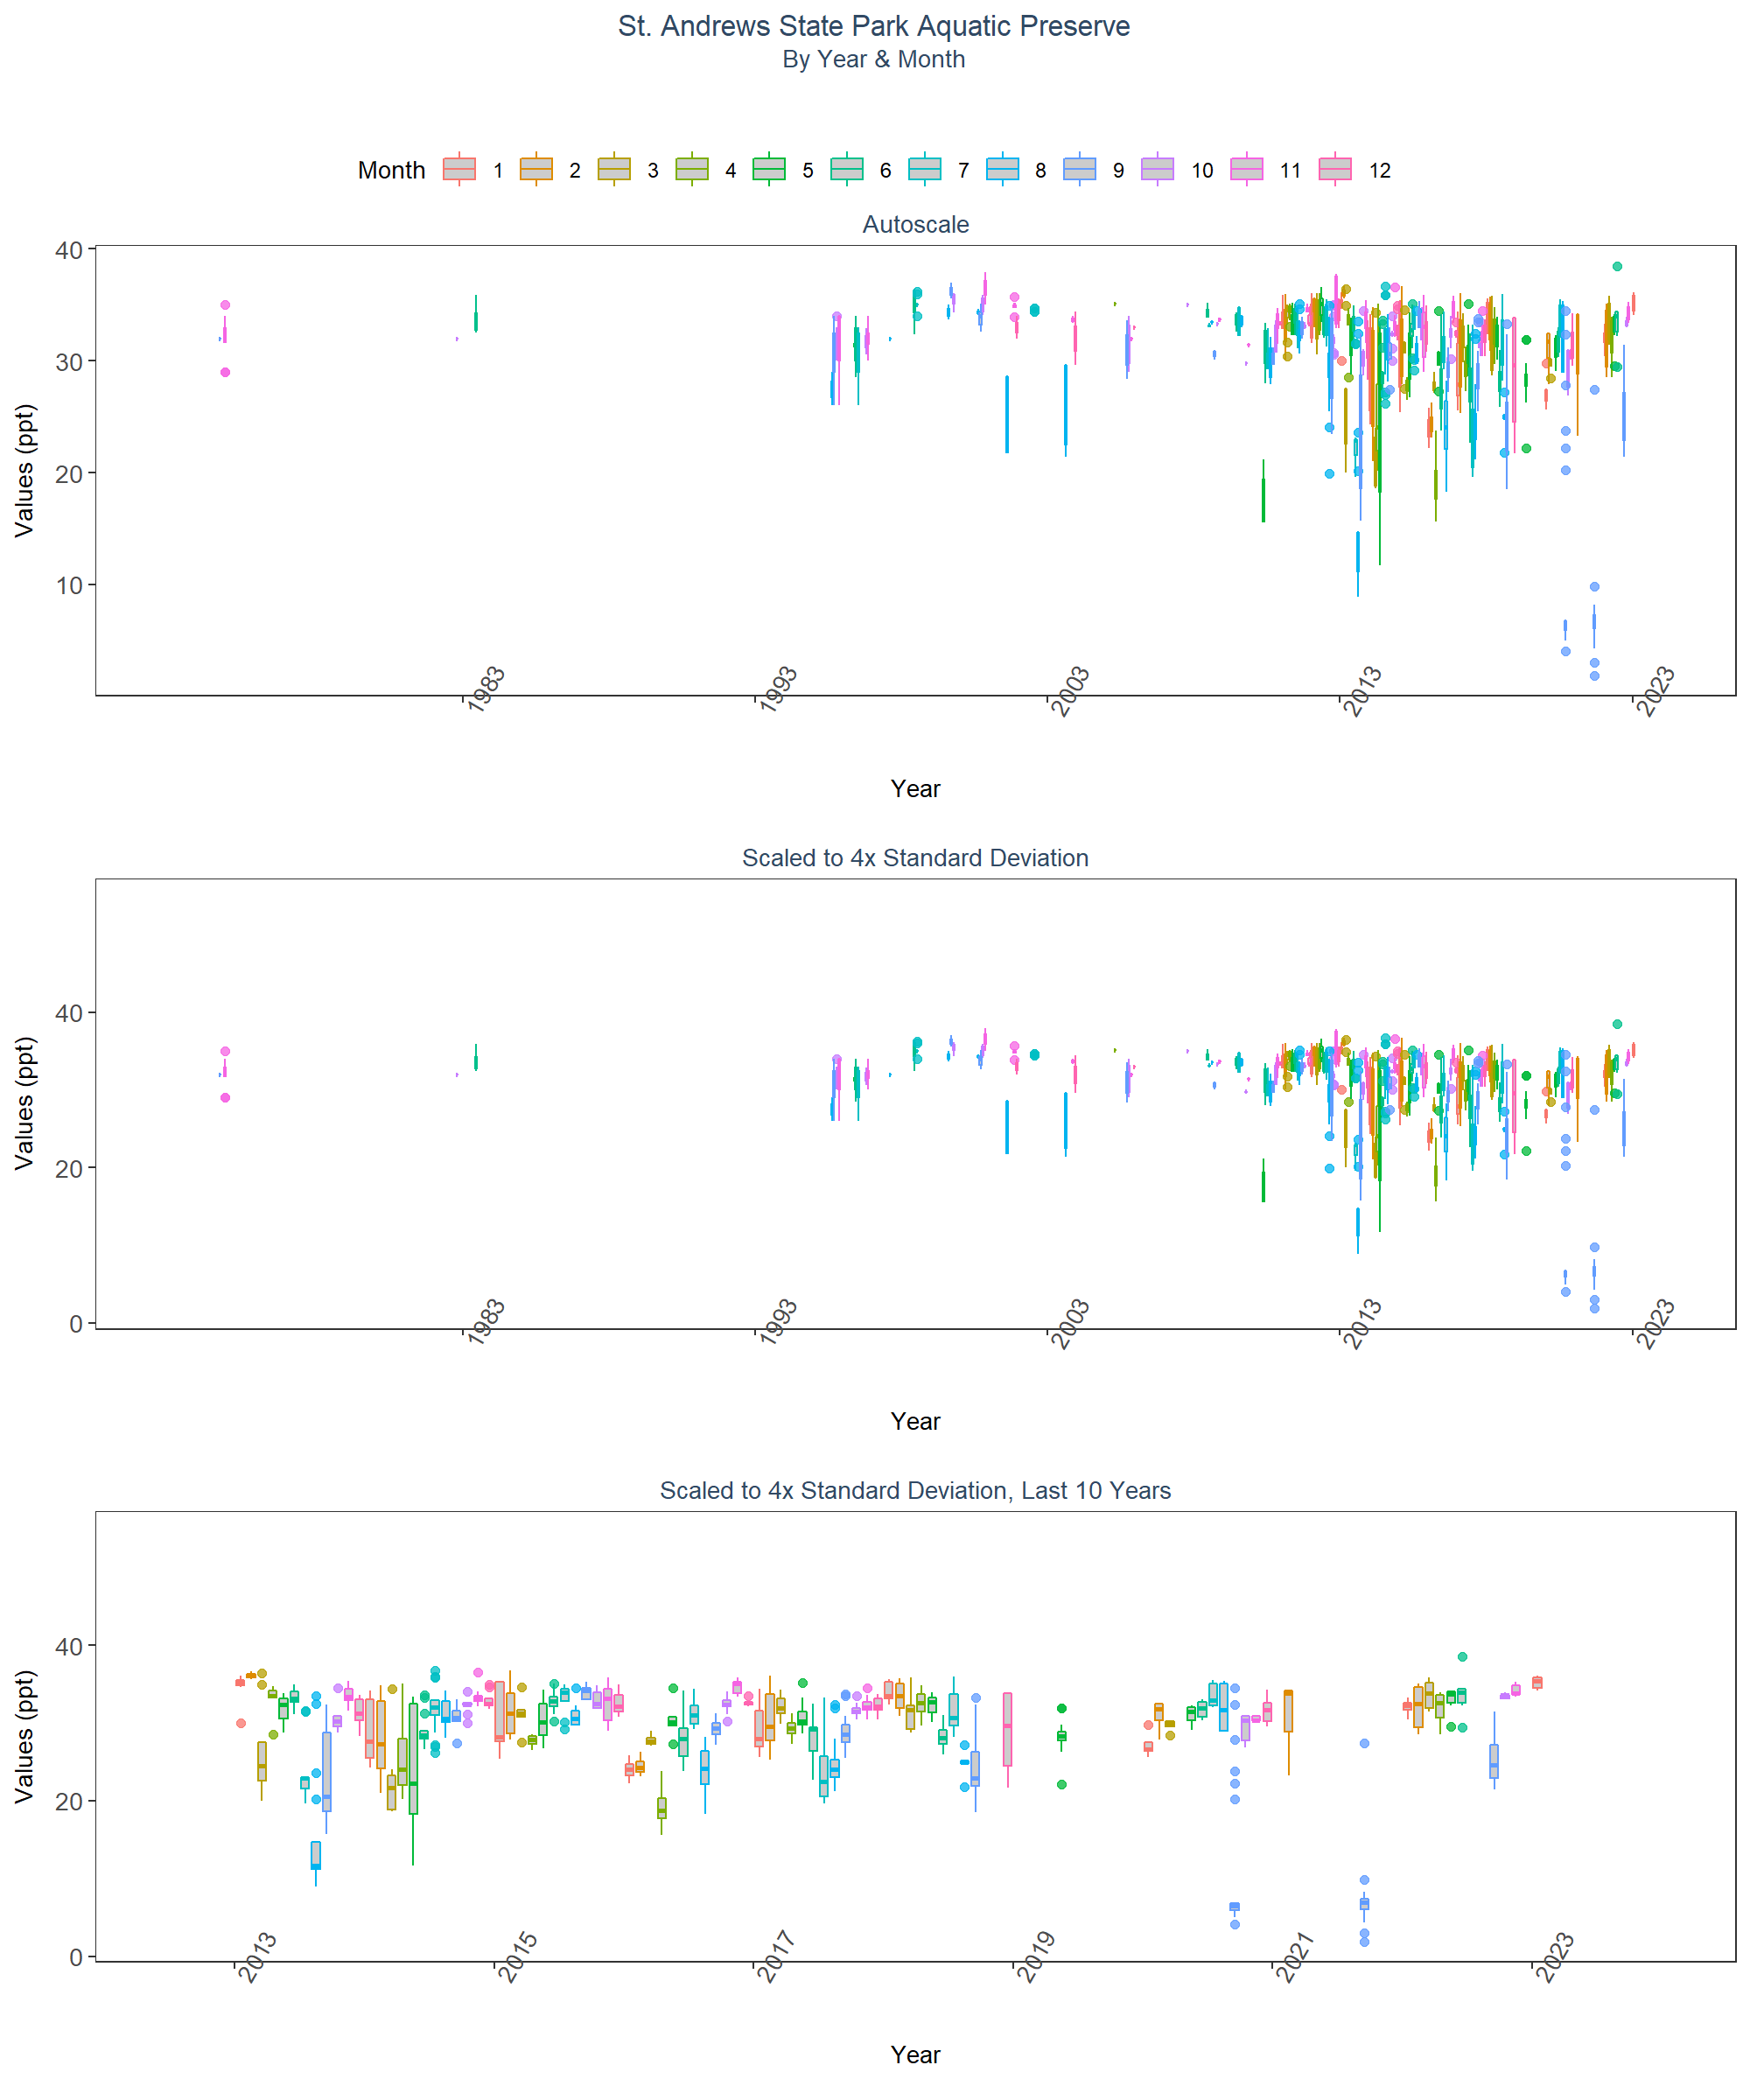 St. Andrews State Park Aquatic Preserve
By Year & Month
Month 1 2 3 4 5 6 7 8 9 10 11 12
Autoscale
40
30
20
10
Values (ppt)
1983 1993 2003 2013 2023
Year
Scaled to 4x Standard Deviation
40
20
0
Values (ppt)
1983 1993 2003 2013 2023
Year
Scaled to 4x Standard Deviation, Last 10 Years
40
20
0
Values (ppt)
2013 2015 2017 2019 2021 2023
Year